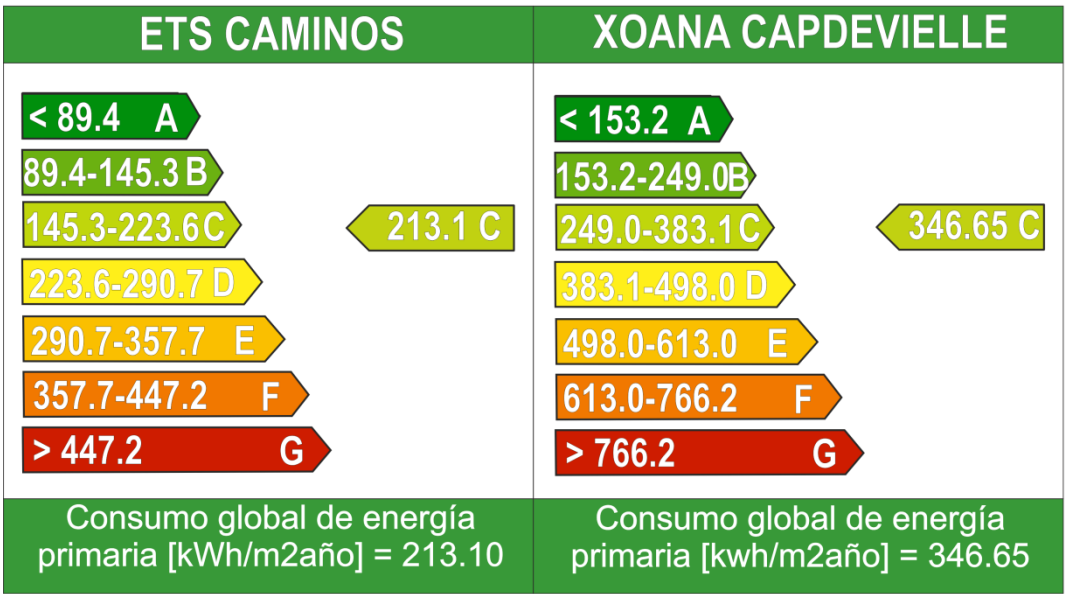 ETS CAMINOS
< 89.4 A
89.4-145.3 B
145.3-223.6 C
213.1 C
223.6-290.7 D
290.7-357.7 E
357.7-447.2 F
> 447.2 G
Consumo global de energía
primaria [kWh/m2año] = 213.10
XOANA CAPDEVIELLE
< 153.2 A
153.2-249.0 B
249.0-383.1 C
346.65 C
383.1-498.0 D
498.0-613.0 E
613.0-766.2 F
> 766.2 G
Consumo global de energía
primaria [kwh/m2año] = 346.65